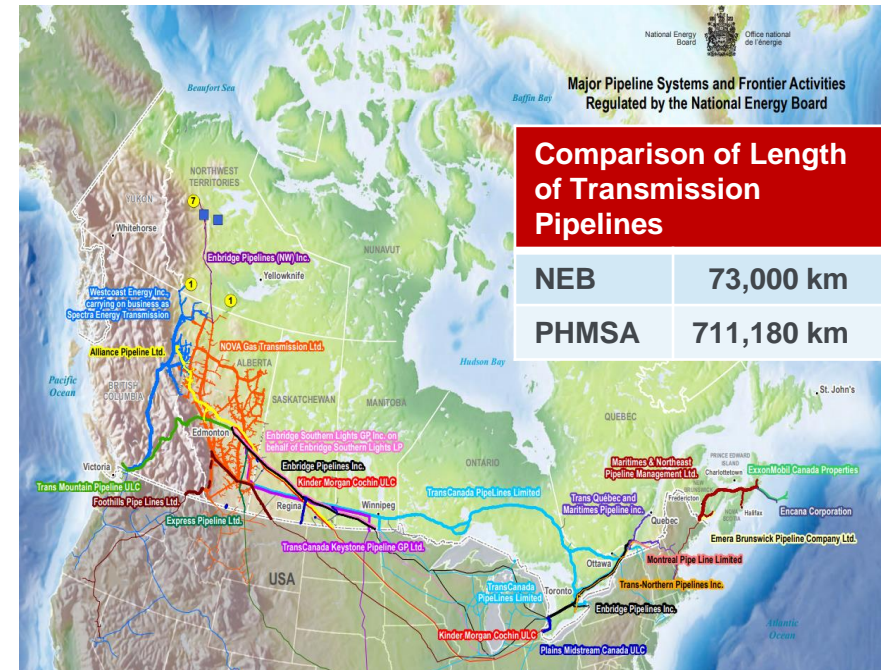 National Energy
Board
Office national
de l'énergie
Major Pipeline Systems and Frontier Activities
Regulated by the National Energy Board
Comparison of Length
of Transmission
Pipelines
NEB 73,000 km
PHMSA 711,180 km
Beaufort Sea
Baffin Bay
NORTHWEST
TERRITORIES
YUKON
7
Whitehorse
Enbridge Pipelines (NW) Inc.
NUNAVUT
Yellowknife
1
1
Westcoast Energy Inc.,
carrying on business as
Spectra Energy Transmission
NOVA Gas Transmission Ltd.
Alliance Pipeline Ltd.
ALBERTA
Hudson Bay
Pacific
Ocean
BRITISH
COLUMBIA
SASKATCHEWAN
MANITOBA
St. John's
QUEBEC
Edmonton
Enbridge Southern Lights GP Inc. on
behalf of Enbridge Southern Lights LP
ONTARIO
PRINCE EDWARD
ISLAND
Victoria
Enbridge Pipelines Inc.
Maritimes & Northeast
Pipeline Management Ltd.
Charlottetown
ExxonMobil Canada Properties
Trans Mountain Pipeline ULC
Kinder Morgan Cochin ULC
TransCanada PipeLines Limited
NEW
BRUNSWICK
Fredericton
Foothills Pipe Lines Ltd.
Regina
Winnipeg
Trans Québec and
Maritimes Pipeline inc.
Quebec
NOVA
SCOTIA
Halifax
Encana Corporation
Express Pipeline Ltd.
Emera Brunswick Pipeline Company Ltd.
TransCanada Keystone Pipeline GP Ltd.
Ottawa
Montreal Pipe Line Limited
USA
TransCanada
PipeLines Limited
Toronto
Trans-Northern Pipelines Inc.
Enbridge Pipelines Inc.
Kinder Morgan Cochin ULC
Atlantic
Ocean
Plains Midstream Canada ULC